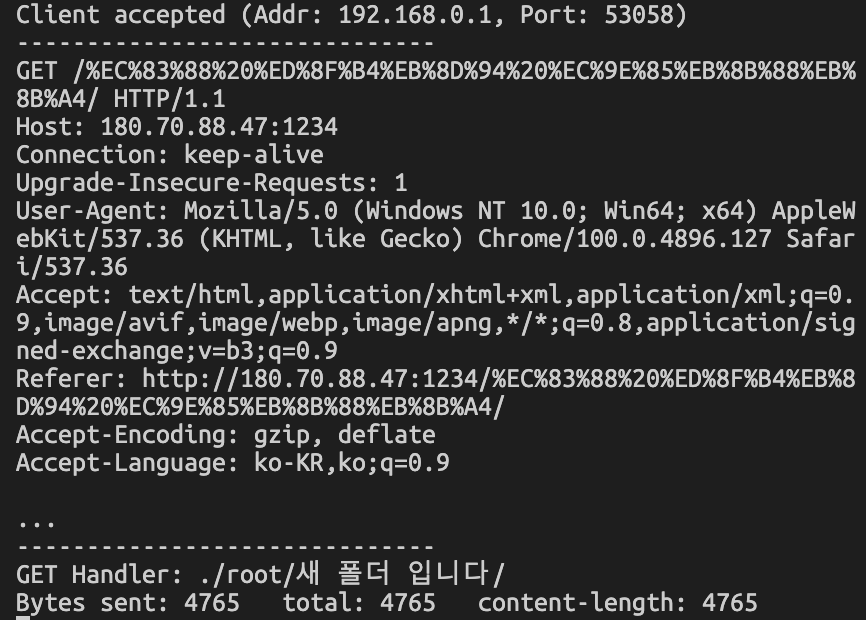 Client accepted (Addr: 192.168.0.1, Port: 53058)
------------------------------
GET /%EC%83%88%20%ED%8F%B4%EB%8D%94%20%EC%9E%85%EB%8B%88%EB%
8B%A4/ HTTP/1.1
Host: 180.70.88.47:1234
Connection: keep-alive
Upgrade-Insecure-Requests: 1
User-Agent: Mozilla/5.0 (Windows NT 10.0; Win64; x64) AppleW
ebKit/537.36 (KHTML, like Gecko) Chrome/100.0.4896.127 Safar
i/537.36
Accept: text/html,application/xhtml+xml,application/xml;q=0.
9,image/avif,image/webp,image/apng,*/*;q=0.8,application/sig
ned-exchange;v=b3;q=0.9
Referer: http://180.70.88.47:1234/%EC%83%88%20%ED%8F%B4%EB%8
D%94%20%EC%9E%85%EB%8B%88%EB%8B%A4/
Accept-Encoding: gzip, deflate
Accept-Language: ko-KR,ko;q=0.9
...
------------------------------
GET Handler: ./root/새 폴더 입니다/
Bytes sent: 4765   total: 4765   content-length: 4765